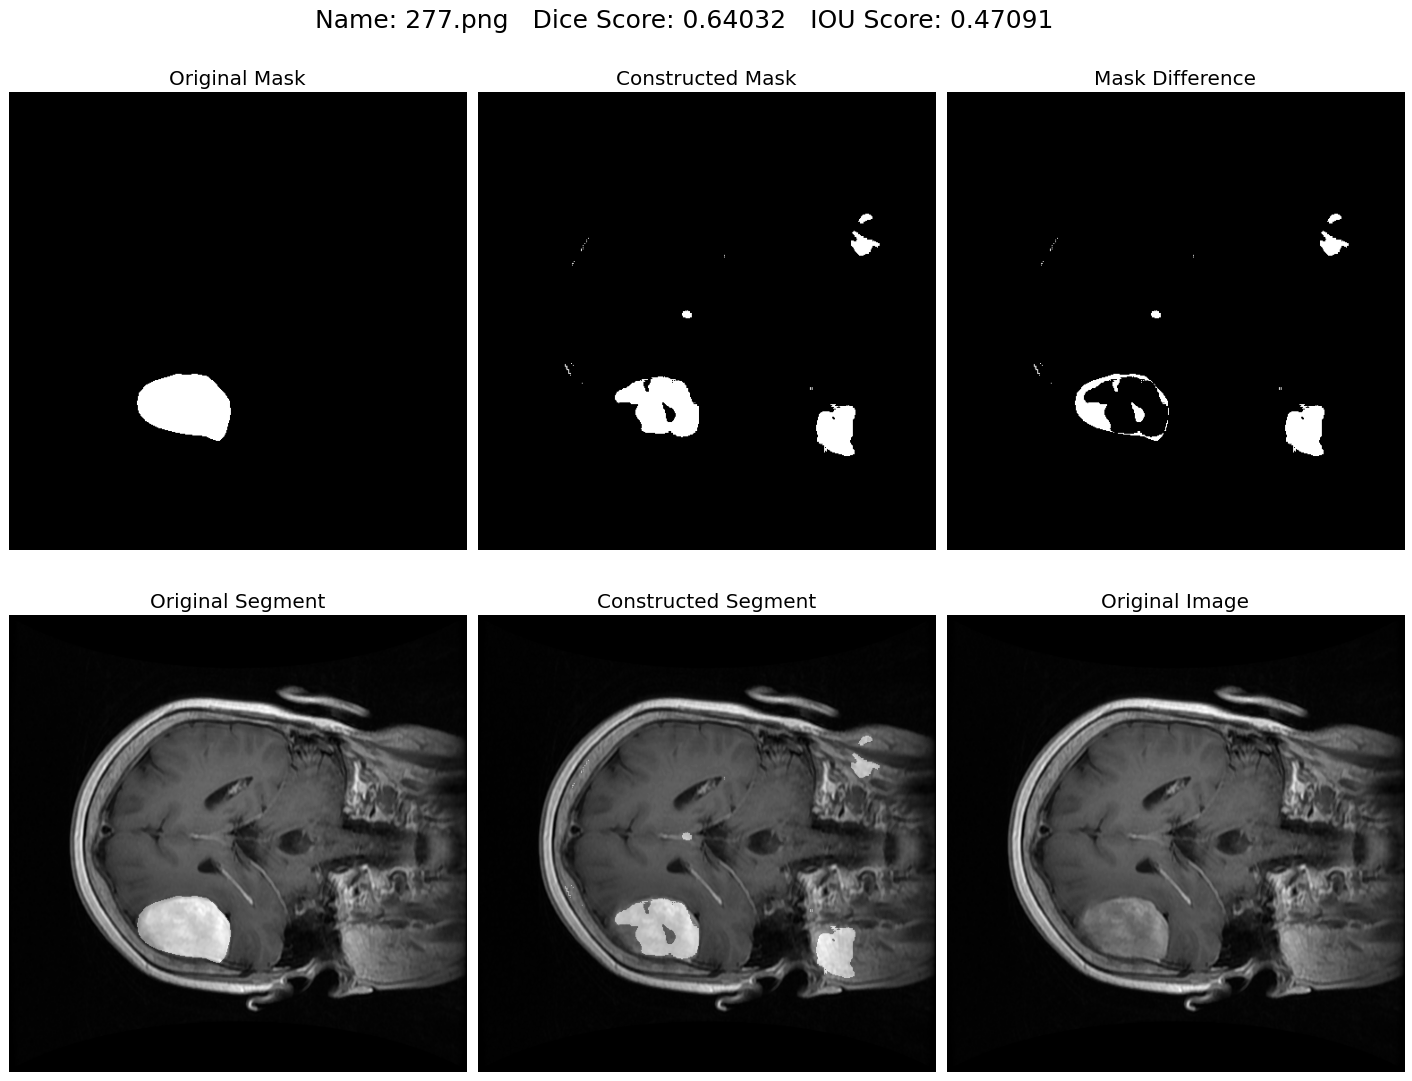 Name: 277.png   Dice Score: 0.64032   IOU Score: 0.47091
Original Mask
Constructed Mask
Mask Difference
Original Segment
Constructed Segment
Original Image